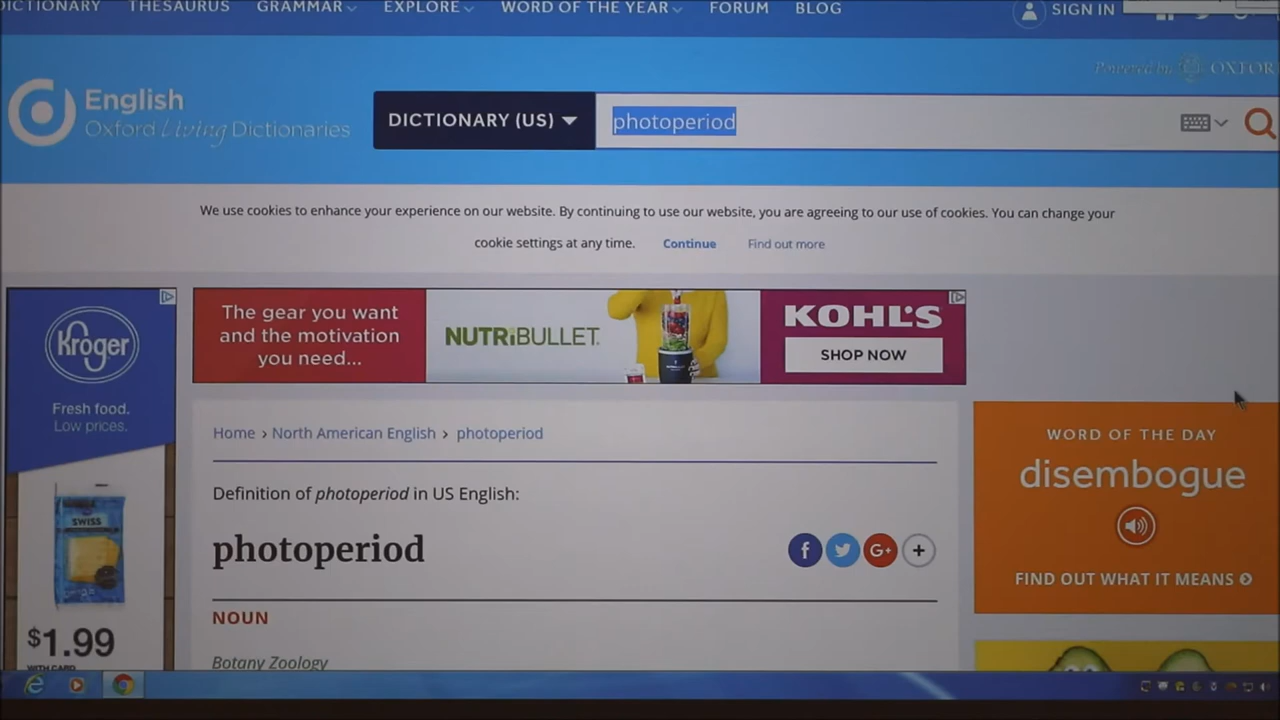 THESAURUS
GRAMMAR
EXPLORE
WORD OF THE YEAR
FORUM
BLOG
SIGN IN
Powered by
English
Oxford Living Dictionaries
DICTIONARY (US)
photoperiod
We use cookies to enhance your experience on our website. By continuing to use our website, you are agreeing to our use of cookies. You can change your
cookie settings at any time. Continue Find out more
Kroger
Fresh food.
Low prices.
SWISS
$1.99
WITH CARD
The gear you want
and the motivation
you need...
NUTRiBULLET.
KOHL'S
SHOP NOW
Home › North American English › photoperiod
Definition of photoperiod in US English:
photoperiod
f
G+
+
NOUN
Botany Zoology
WORD OF THE DAY
disembogue
FIND OUT WHAT IT MEANS